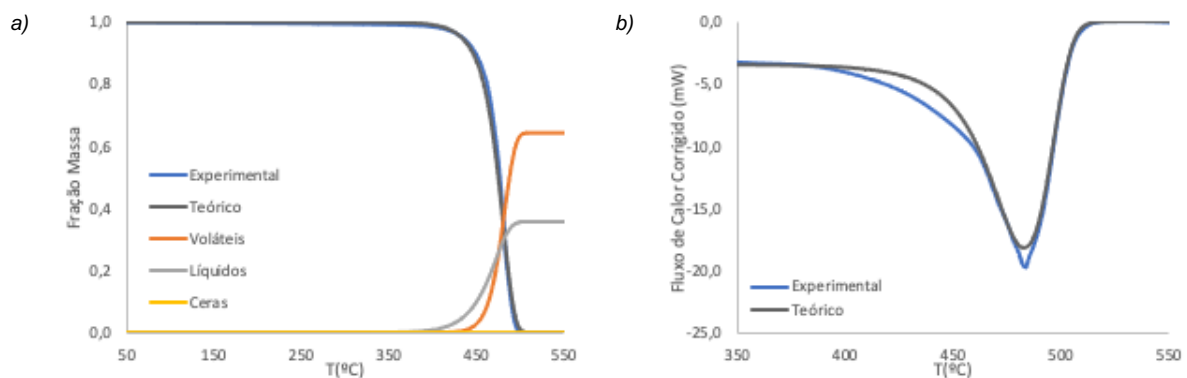 a)
Fração Massa
1,0
0,8
0,6
0,4
0,2
0,0
Experimental
Teórico
Voláteis
Líquidos
Ceras
50
150
250
350
450
550
T(ºC)
b)
Fluxo de Calor Corrigido (mW)
0,0
-5,0
-10,0
-15,0
-20,0
-25,0
Experimental
Teórico
350
400
450
500
550
T(ºC)